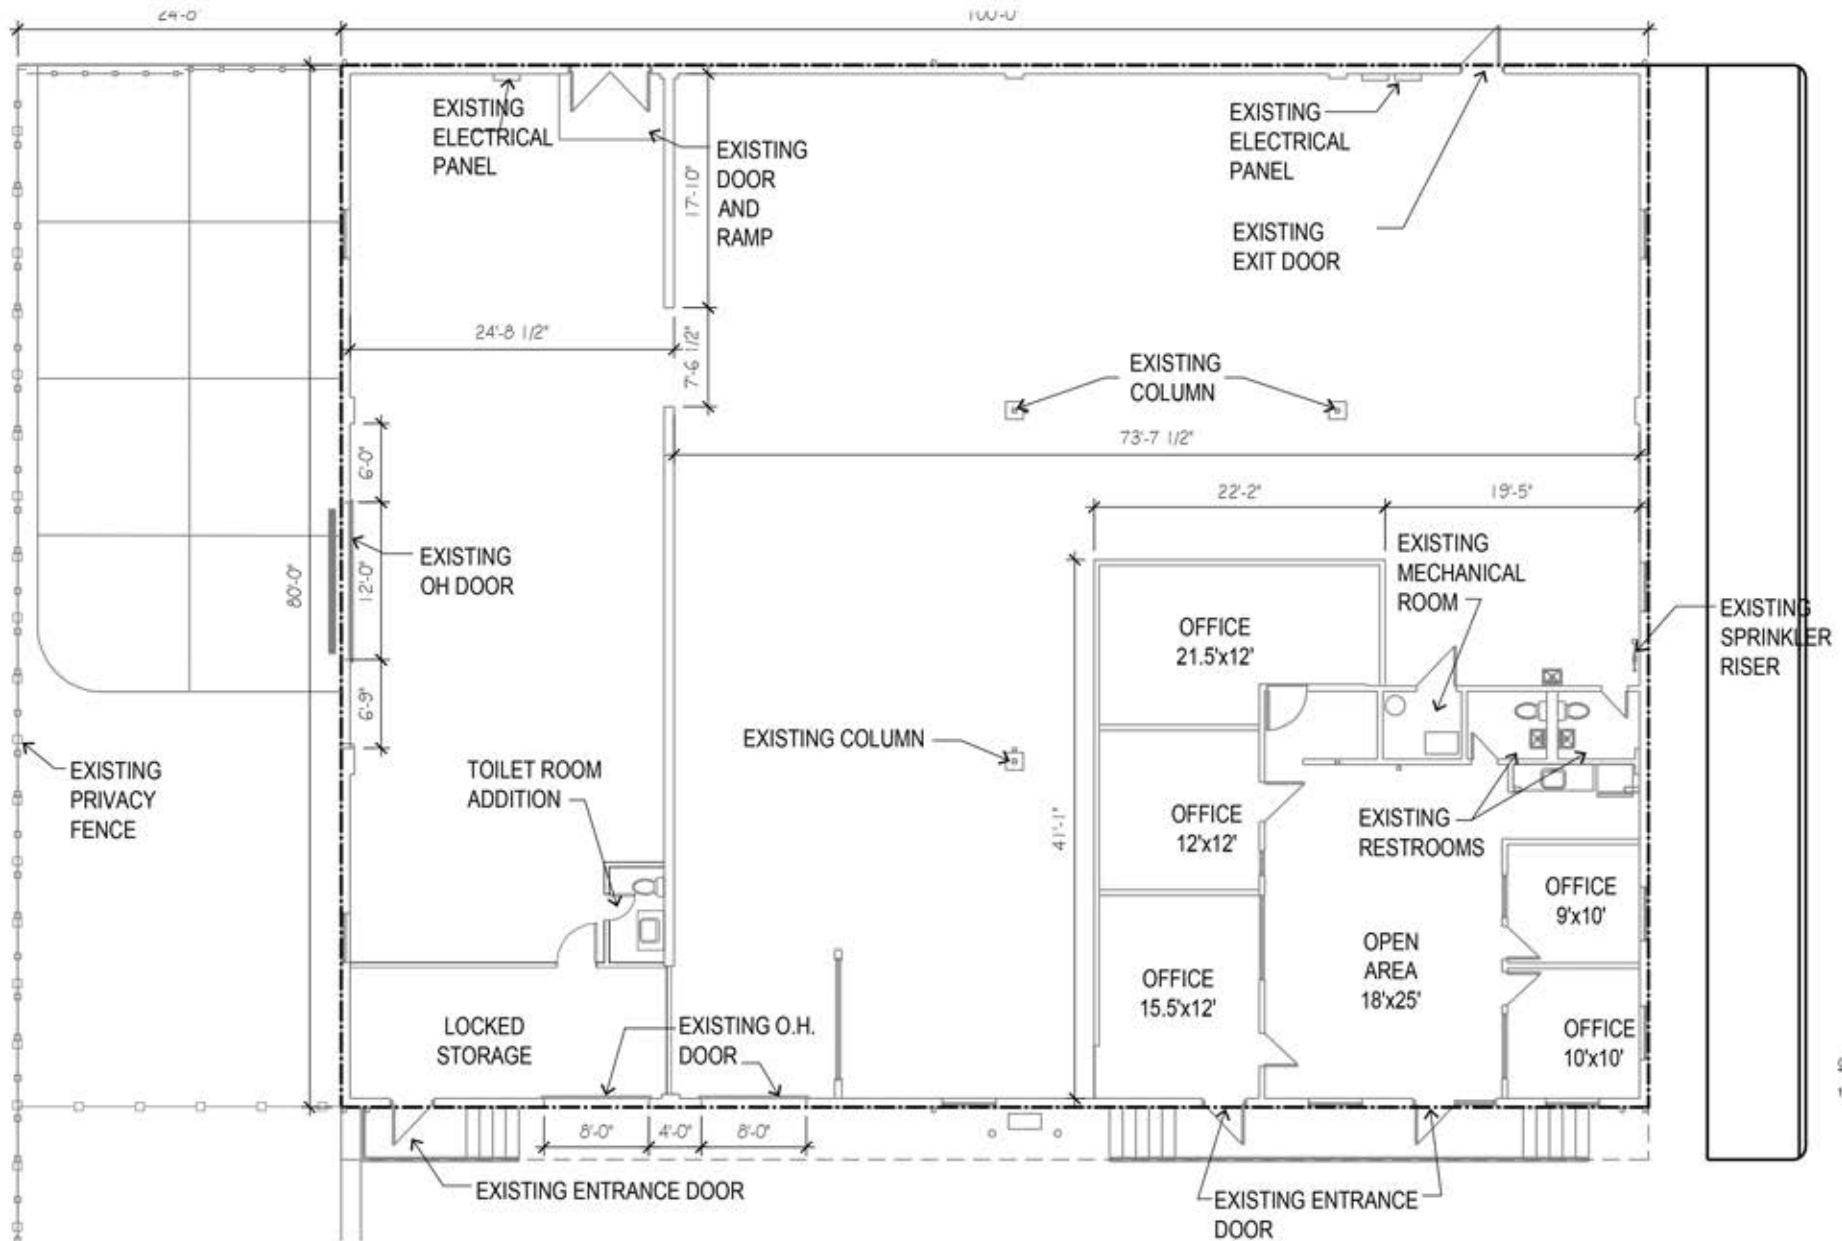 24'-8"
100'-0"
EXISTING
ELECTRICAL
PANEL
EXISTING
DOOR
AND
RAMP
17'-10"
EXISTING
ELECTRICAL
PANEL
EXISTING
EXIT DOOR
24'-8 1/2"
7'-6 1/2"
EXISTING
COLUMN
73'-7 1/2"
6'-0"
22'-2"
19'-5"
EXISTING
OH DOOR
12'-0"
80'-0"
EXISTING
MECHANICAL
ROOM
EXISTING
SPRINKLER
RISER
OFFICE
21.5'x12'
6'-9"
EXISTING COLUMN
EXISTING
PRIVACY
FENCE
TOILET ROOM
ADDITION
41'-1"
OFFICE
12'x12'
EXISTING
RESTROOMS
OFFICE
9'x10'
OPEN
AREA
18'x25'
OFFICE
15.5'x12'
LOCKED
STORAGE
EXISTING O.H.
DOOR
OFFICE
10'x10'
8'-0"
4'-0"
8'-0"
EXISTING ENTRANCE DOOR
EXISTING ENTRANCE
DOOR